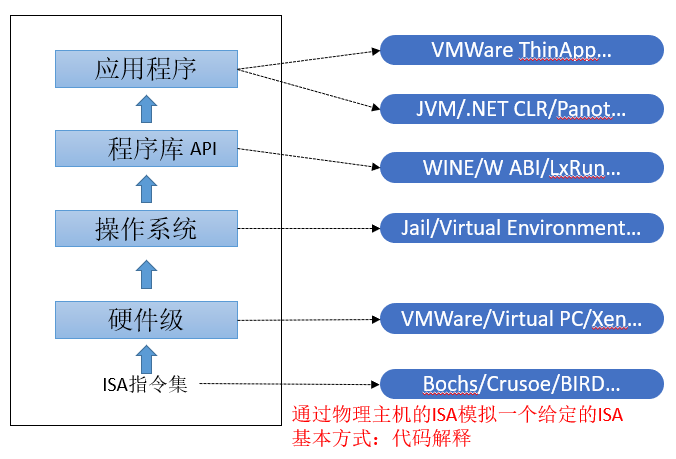 应用程序
VMWare ThinApp...
JVM/.NET CLR/Panot...
程序库 API
WINE/W ABI/LxRun...
操作系统
Jail/Virtual Environment...
硬件级
VMWare/Virtual PC/Xen...
ISA指令集
Bochs/Crusoe/BIRD...
通过物理主机的ISA模拟一个给定的ISA
基本方式：代码解释